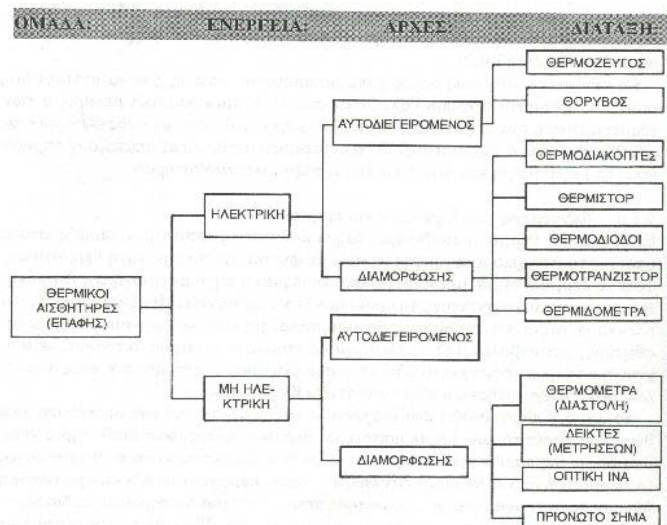 ΟΜΑΔΑ: ΕΝΕΡΓΕΙΑ: ΑΡΧΕΣ: ΔΙΑΤΑΞΗ:
ΘΕΡΜΟΖΕΥΓΟΣ
ΘΟΡΥΒΟΣ
ΑΥΤΟΔΙΕΓΕΙΡΟΜΕΝΟΣ
ΘΕΡΜΟΔΙΑΚΟΠΤΕΣ
ΘΕΡΜΙΣΤΟΡ
ΗΛΕΚΤΡΙΚΗ
ΘΕΡΜΟΔΙΟΔΟΙ
ΔΙΑΜΟΡΦΩΣΗΣ
ΘΕΡΜΟΤΡΑΝΖΙΣΤΟΡ
ΘΕΡΜΙΚΟΙ
ΑΙΣΘΗΤΗΡΕΣ
(ΕΠΑΦΗΣ)
ΘΕΡΜΙΔΟΜΕΤΡΑ
ΑΥΤΟΔΙΕΓΕΙΡΟΜΕΝΟΣ
ΜΗ ΗΛΕ-
ΚΤΡΙΚΗ
ΘΕΡΜΟΜΕΤΡΑ
(ΔΙΑΣΤΟΛΗ)
ΔΕΙΚΤΕΣ
(ΜΕΤΡΗΣΕΩΝ)
ΔΙΑΜΟΡΦΩΣΗΣ
ΟΠΤΙΚΗ ΙΝΑ
ΠΡΙΟΝΩΤΟ ΣΗΜΑ